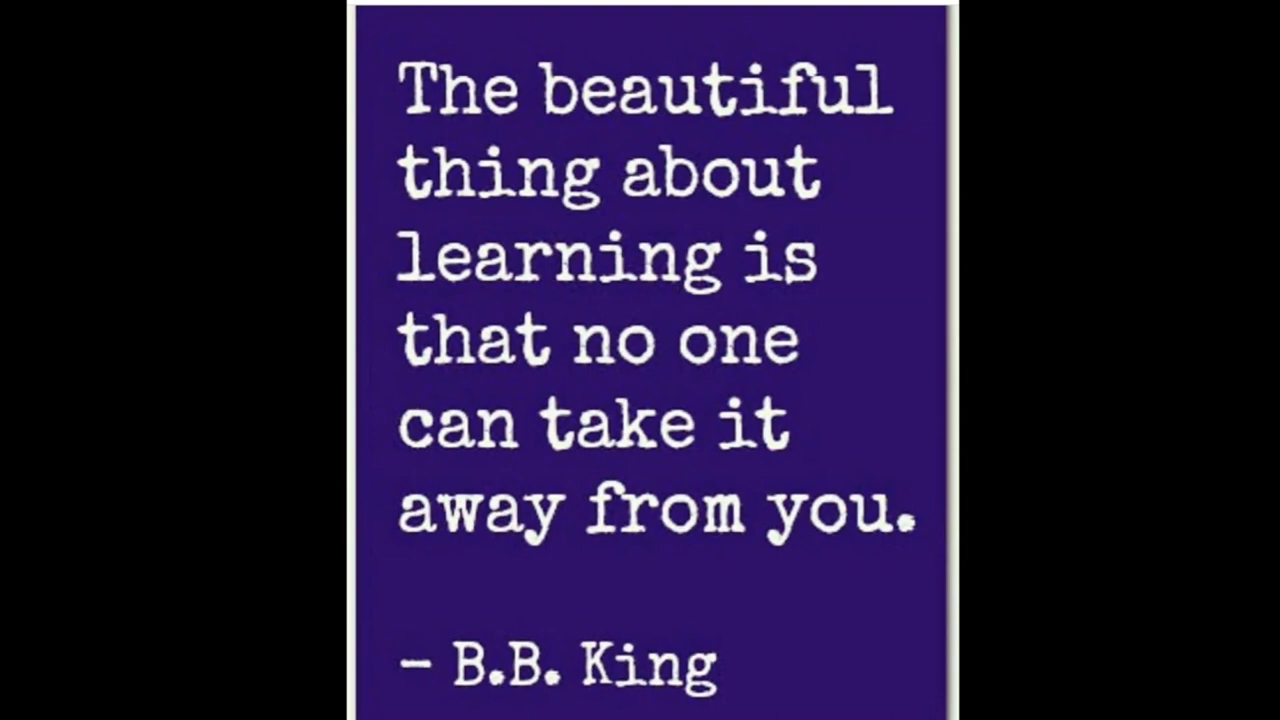 The beautiful
thing about
learning is
that no one
can take it
away from you.
– B.B. King